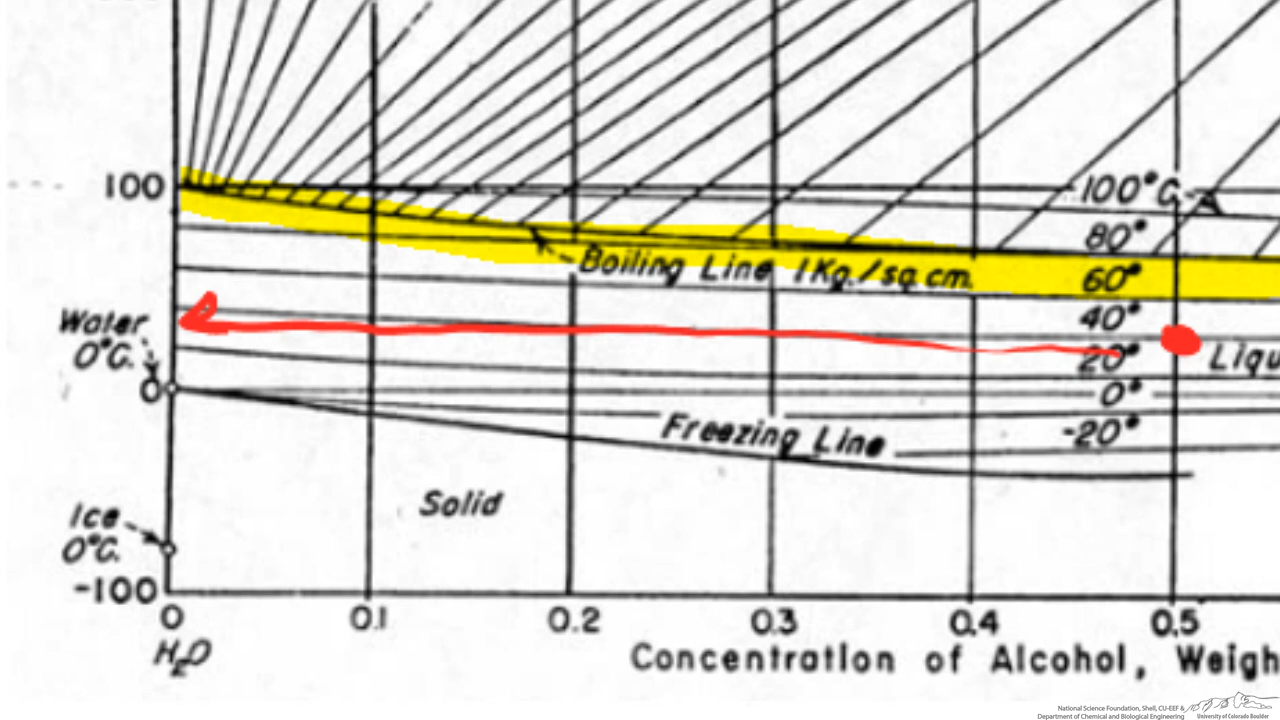 100
100°C
80°
Boiling Line 1Kg./sq.cm.
60°
40°
Water
0°C.
20°
Liqu
0
0°
Freezing Line
-20°
Solid
Ice
0°C.
-100
0
0.1
0.2
0.3
0.4
0.5
H2O
Concentration of Alcohol, Weigh
National Science Foundation, Shell, CU-EEF &
Department of Chemical and Biological Engineering
University of Colorado Boulder